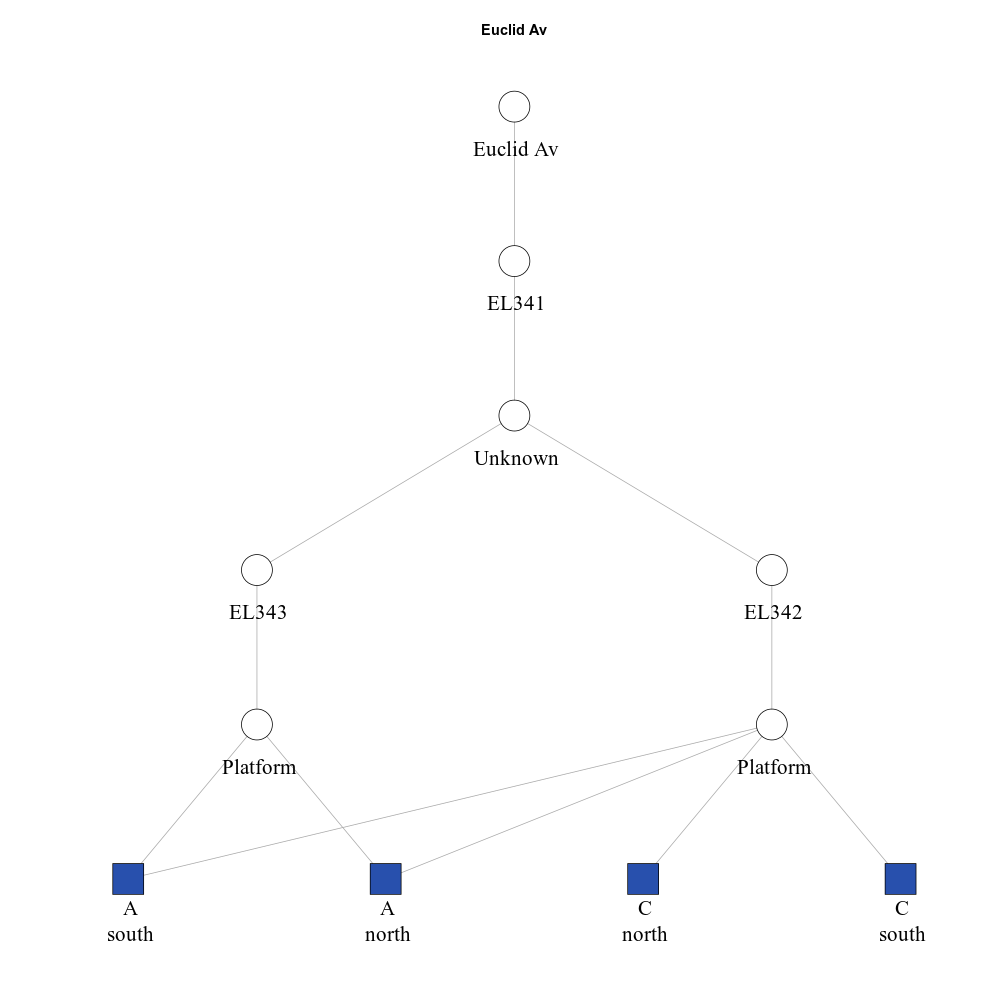 Euclid Av
Euclid Av
EL341
Unknown
EL343
EL342
Platform
Platform
A
south
A
north
C
north
C
south